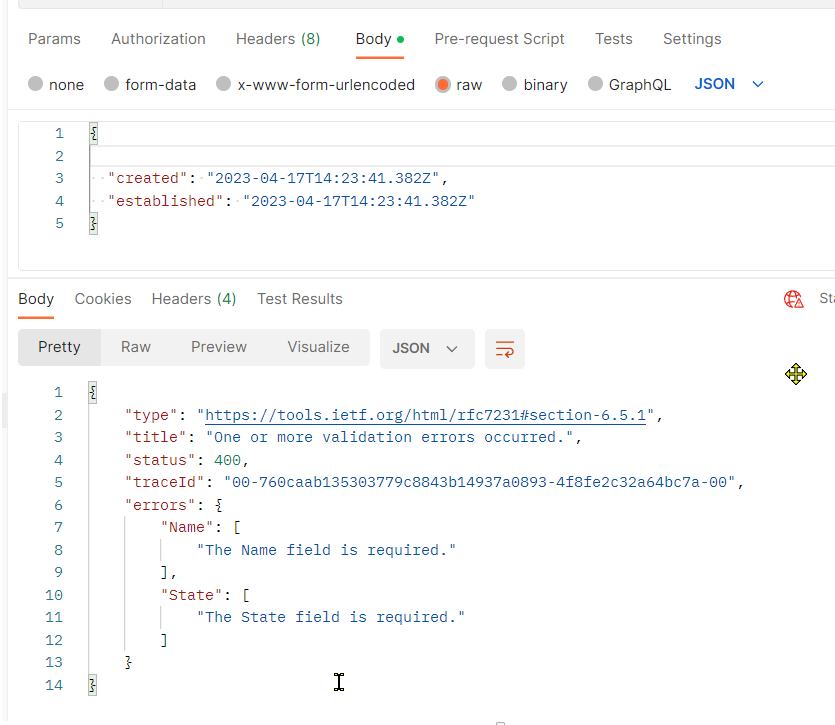 Params Authorization Headers (8) Body Pre-request Script Tests Settings
none form-data x-www-form-urlencoded raw binary GraphQL JSON
1 {
2
3 "created": "2023-04-17T14:23:41.382Z",
4 "established": "2023-04-17T14:23:41.382Z"
5 }
Body Cookies Headers (4) Test Results
Pretty Raw Preview Visualize JSON
1 {
2 "type": "https://tools.ietf.org/html/rfc7231#section-6.5.1",
3 "title": "One or more validation errors occurred.",
4 "status": 400,
5 "traceId": "00-760caab135303779c8843b14937a0893-4f8fe2c32a64bc7a-00",
6 "errors": {
7 "Name": [
8 "The Name field is required."
9 ],
10 "State": [
11 "The State field is required."
12 ]
13 }
14 }